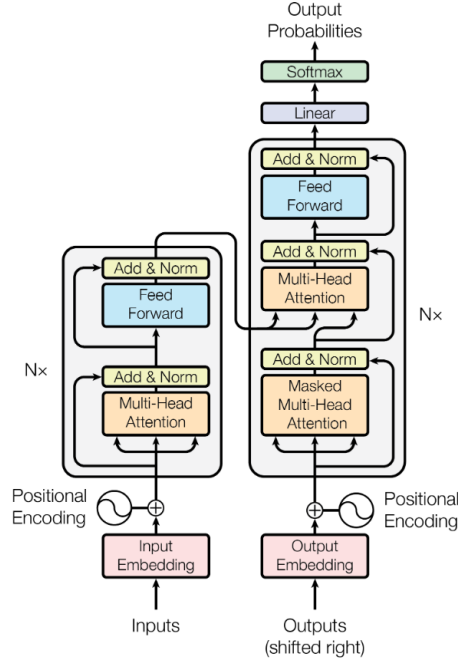 Output
Probabilities
Softmax
Linear
Add & Norm
Feed
Forward
Add & Norm
Multi-Head
Attention
Add & Norm
Masked
Multi-Head
Attention
N×
Add & Norm
Feed
Forward
N×
Add & Norm
Multi-Head
Attention
Positional
Encoding
Positional
Encoding
Input
Embedding
Output
Embedding
Inputs
Outputs
(shifted right)